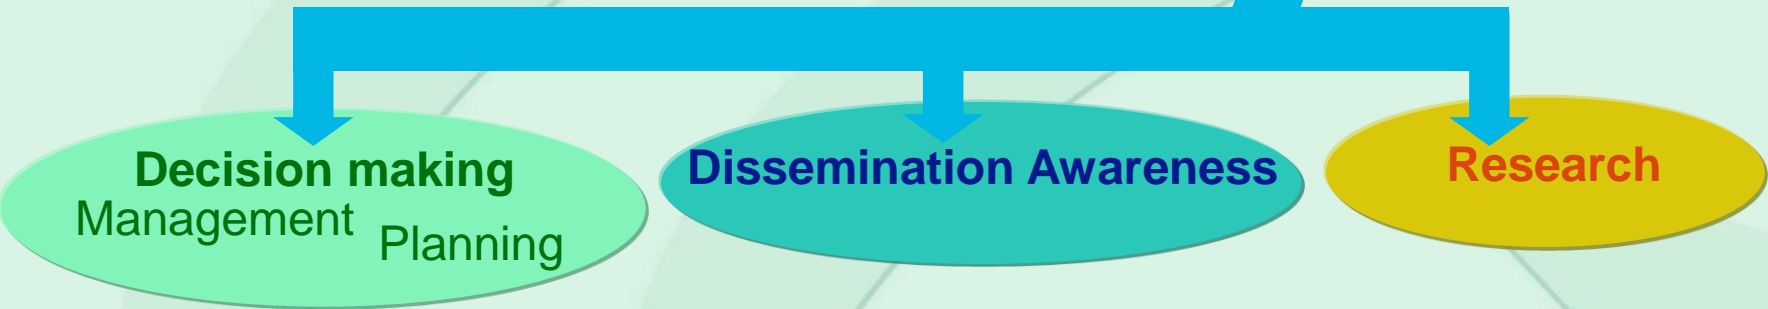 Decision making
Management
Planning
Dissemination Awareness
Research